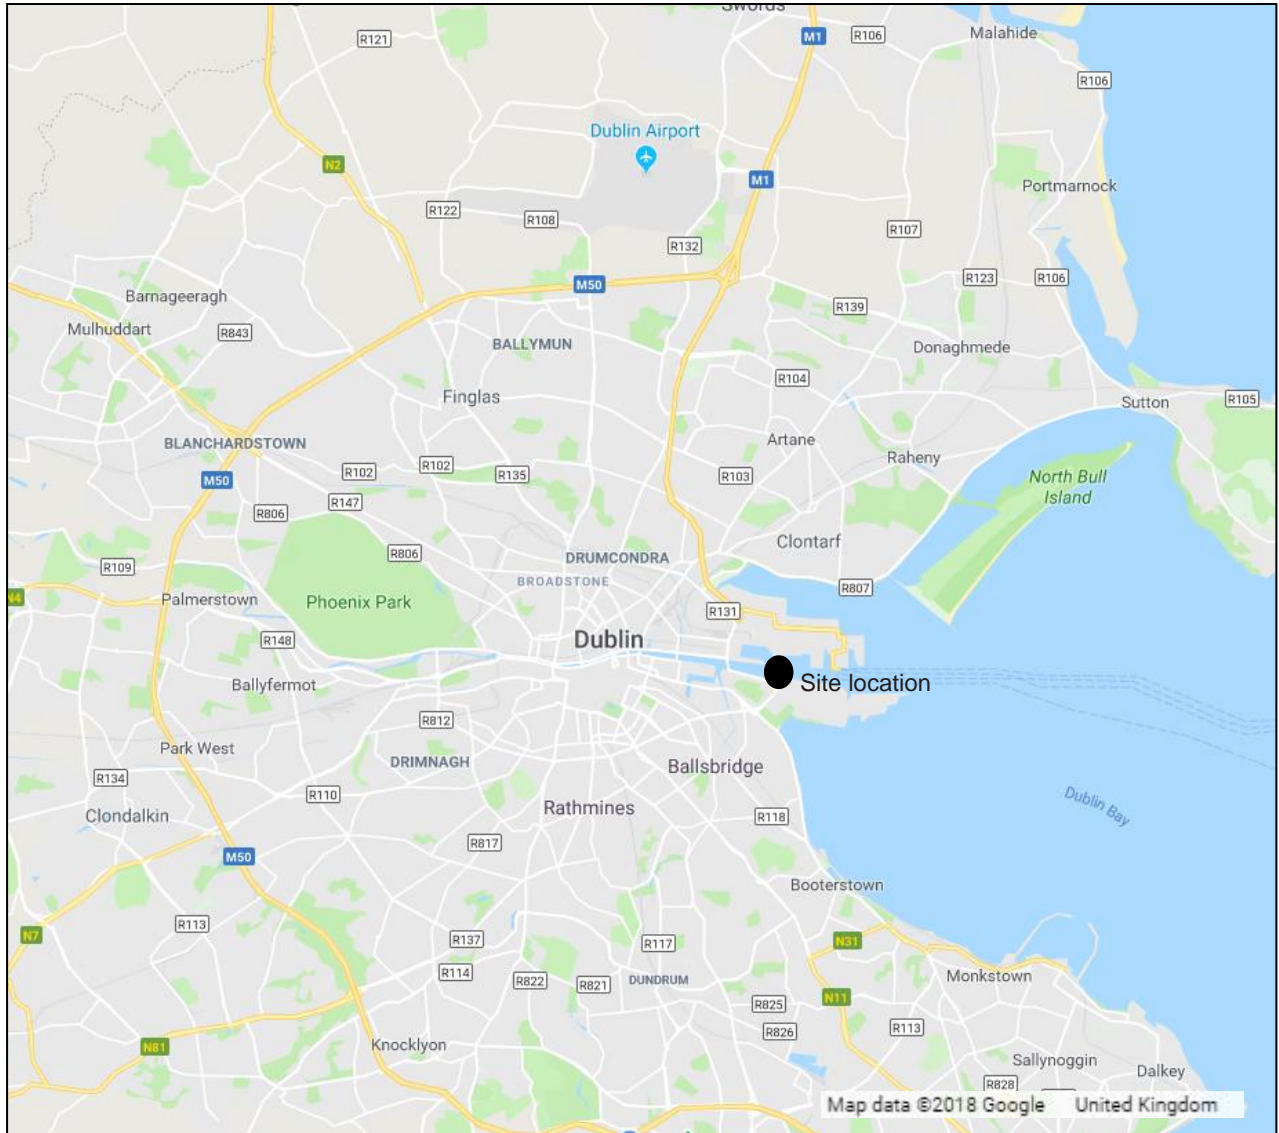 Swords
R121
M1
R106
Malahide
R106
Dublin Airport
N2
M1
Portmarnock
R122
R108
R107
R132
M50
R123
R106
Barnageeragh
R139
Mulhuddart
R843
BALLYMUN
Donaghmede
R104
Finglas
Sutton
R105
BLANCHARDSTOWN
Artane
Raheny
R102
R102
R135
R103
M50
North Bull
Island
R147
R806
Clontarf
R806
DRUMCONDRA
R109
BROADSTONE
R807
N4
Palmerstown
Phoenix Park
R131
R148
Dublin
Ballyfermot
Site location
R812
Park West
DRIMNAGH
Ballsbridge
R134
R110
Rathmines
Dublin Bay
Clondalkin
R118
R817
M50
Booterstown
R113
N7
R137
R117
N31
R114
R822
R821
DUNDRUM
Monkstown
N11
R825
R826
R113
N81
Knocklyon
Sallynoggin
Dalkey
R828
Map data ©2018 Google
United Kingdom